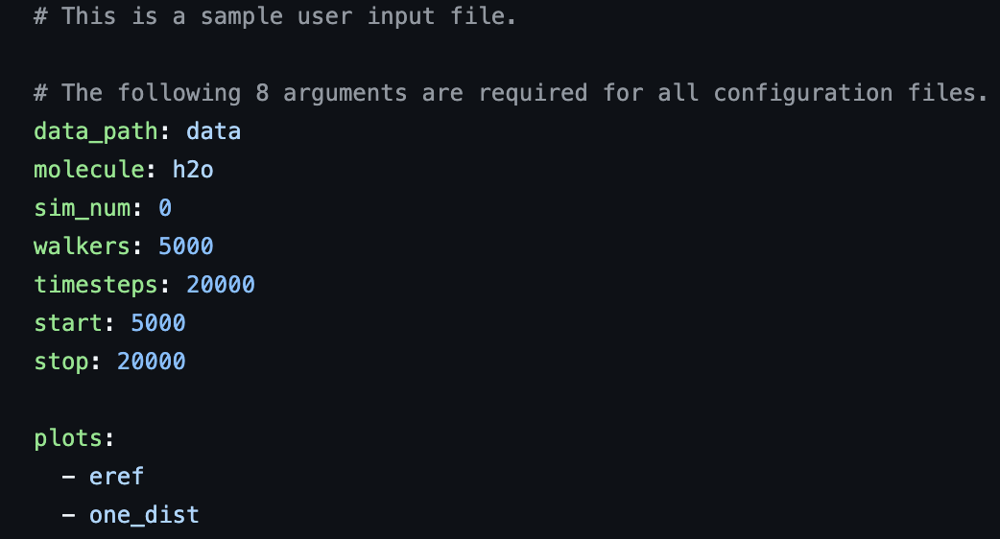 # This is a sample user input file.
# The following 8 arguments are required for all configuration files.
data_path: data
molecule: h2o
sim_num: 0
walkers: 5000
timesteps: 20000
start: 5000
stop: 20000
plots:
  - eref
  - one_dist